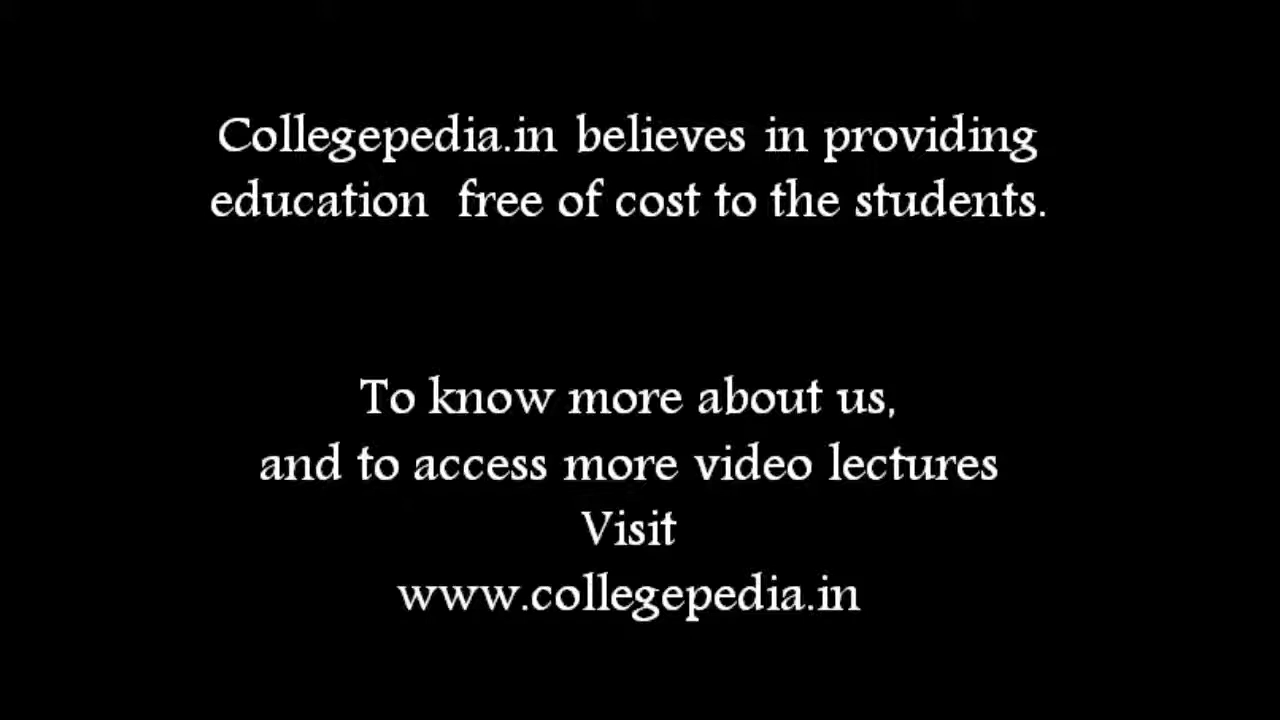 Collegepedia.in believes in providing
education  free of cost to the students.
To know more about us,
and to access more video lectures
Visit
www.collegepedia.in